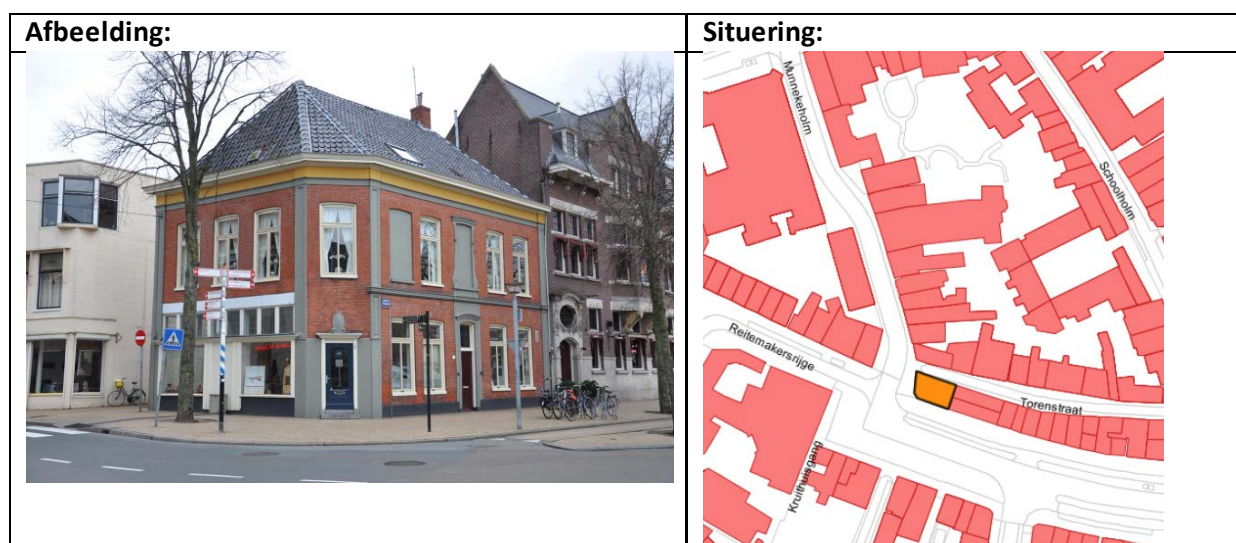 Afbeelding:
Situering:
Munnekeholm
Schoolholm
Reitemakersrijge
Torenstraat
Kruithuisgang